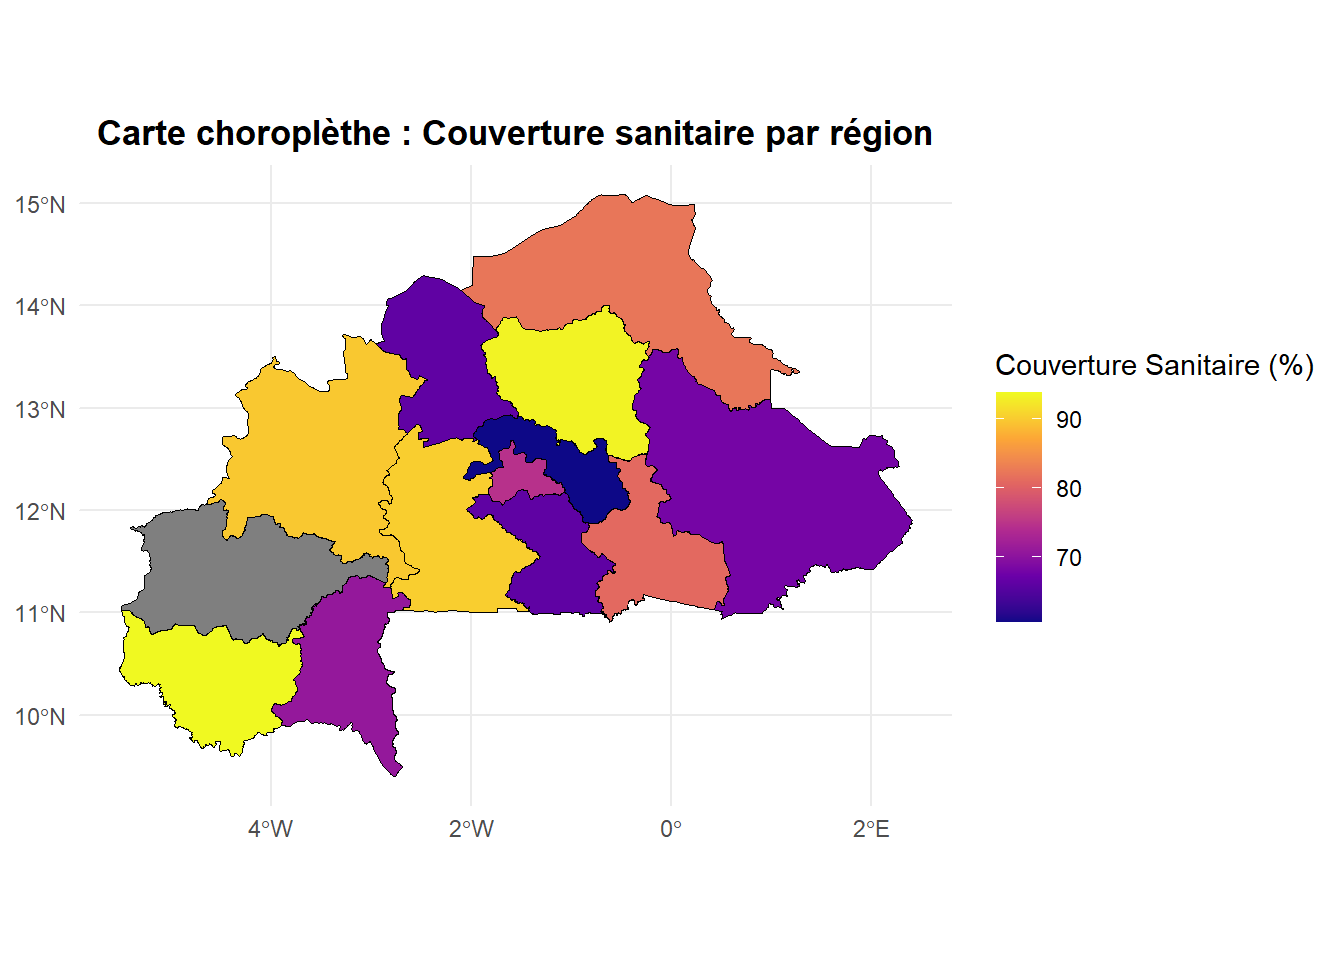 Carte choroplèthe : Couverture sanitaire par région
15°N
14°N
13°N
12°N
11°N
10°N
4°W
2°W
0°
2°E
Couverture Sanitaire (%)
90
80
70